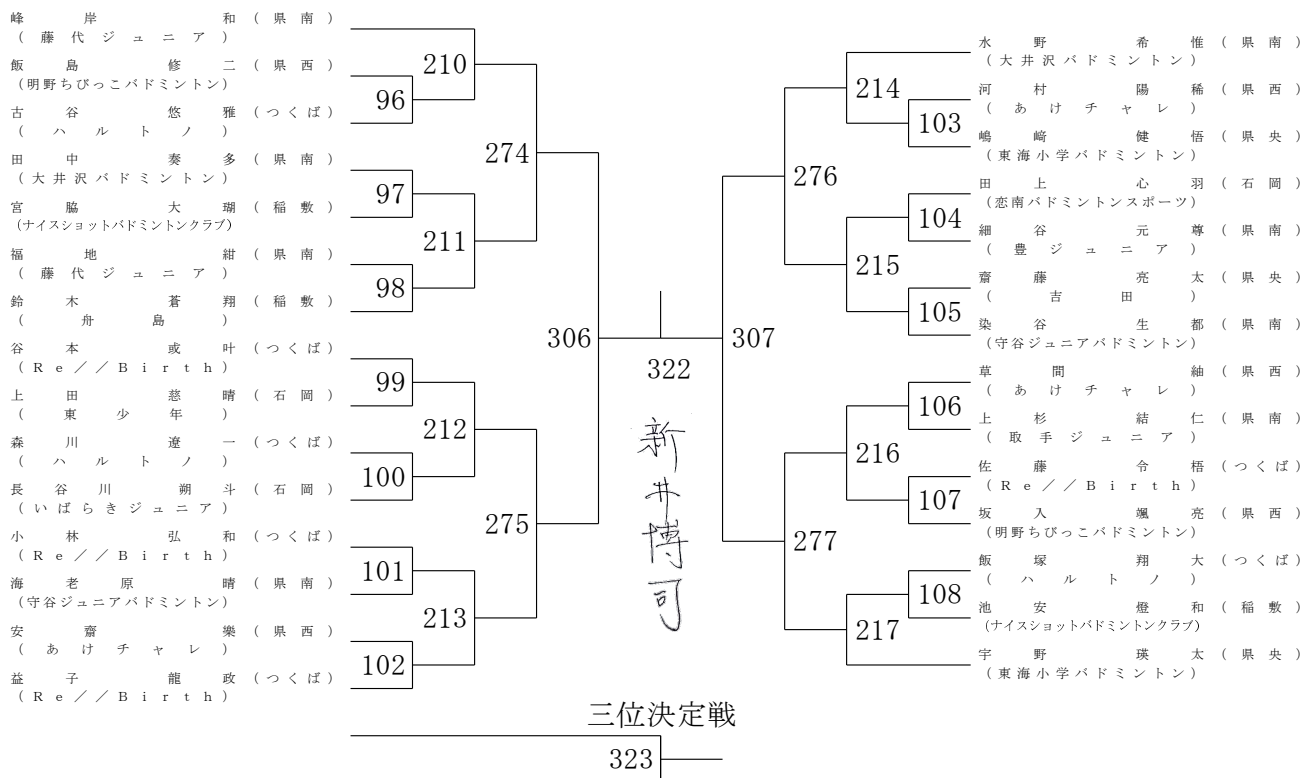 峰岸 和 (県南)
(藤代ジュニア)
飯島 修二 (県西)
(明野ちびっこバドミントン)
古谷 悠雅 (つくば)
(ハルトノ)
田中 奏多 (県南)
(大井沢バドミントン)
宮脇 大瑚 (稲敷)
(ナイスショットバドミントンクラブ)
福地 紺 (県南)
(藤代ジュニア)
鈴木 蒼翔 (稲敷)
(舟島)
谷本 或叶 (つくば)
(Re//Birth)
上田 慈晴 (石岡)
(東少年)
森川 遼一 (つくば)
(ハルトノ)
長谷川 朔斗 (石岡)
(いばらきジュニア)
小林 弘和 (つくば)
(Re//Birth)
海老原 晴 (県南)
(守谷ジュニアバドミントン)
安齋 樂 (県西)
(あけチャレ)
益子 龍政 (つくば)
(Re//Birth)
96
97
98
99
100
101
102
210
211
212
213
274
275
306
322
新井博司
307
276
277
214
215
216
217
103
104
105
106
107
108
水野 希惟 (県南)
(大井沢バドミントン)
河村 陽稀 (県西)
(あけチャレ)
嶋﨑 健悟 (県央)
(東海小学バドミントン)
田上 心羽 (石岡)
(恋南バドミントンスポーツ)
細谷 元尊 (県南)
(豊ジュニア)
齋藤 亮太 (県央)
(吉田)
染谷 生都 (県南)
(守谷ジュニアバドミントン)
草間 紬 (県西)
(あけチャレ)
上杉 結仁 (県南)
(取手ジュニア)
佐藤 令悟 (つくば)
(Re//Birth)
坂入 颯亮 (県西)
(明野ちびっこバドミントン)
飯塚 翔大 (つくば)
(ハルトノ)
池安 燈和 (稲敷)
(ナイスショットバドミントンクラブ)
宇野 瑛太 (県央)
(東海小学バドミントン)
三位決定戦
323